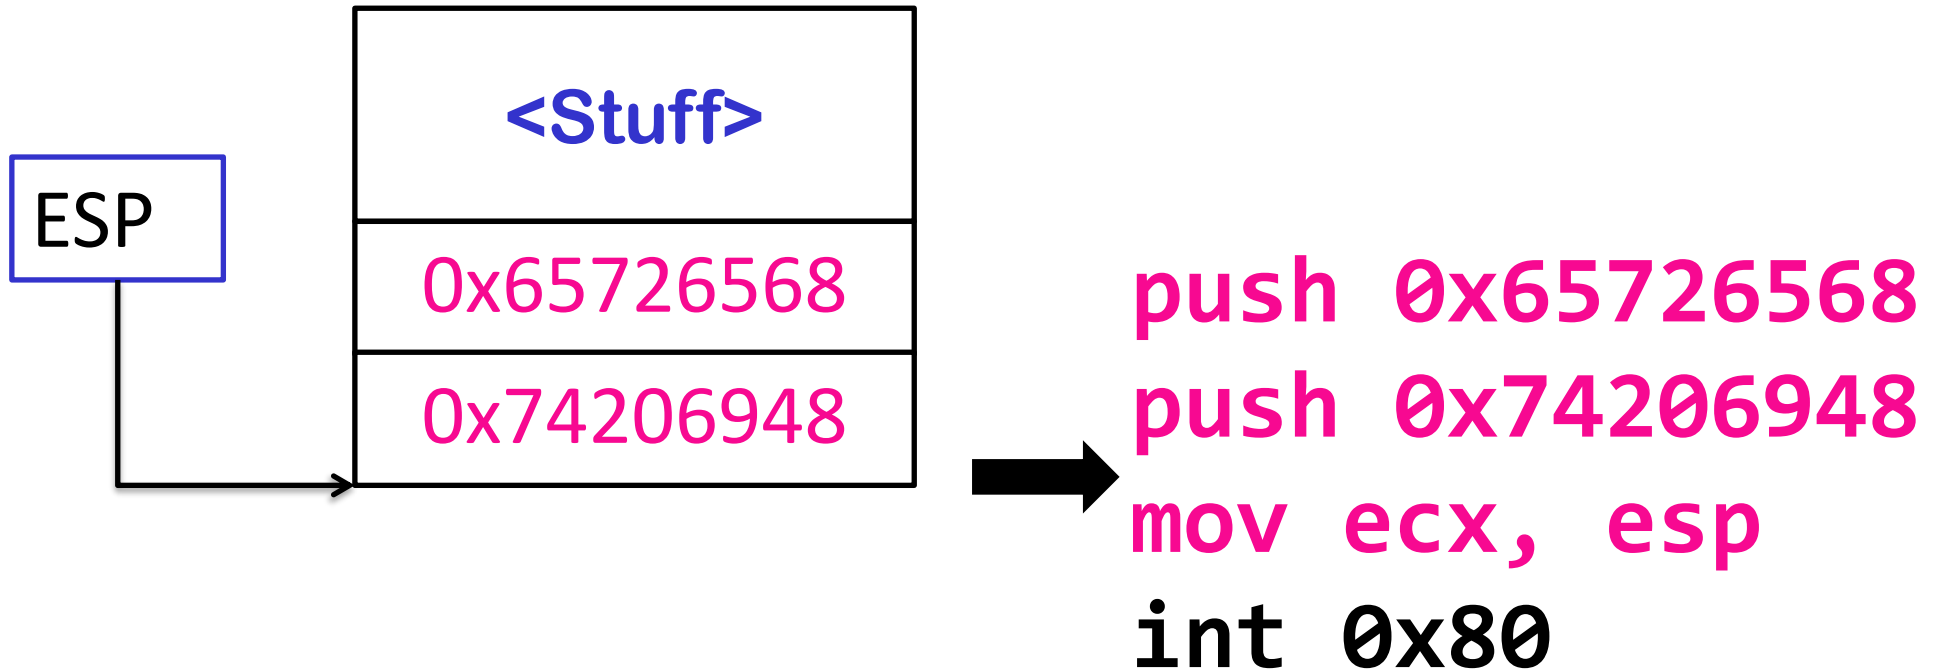 <Stuff>
ESP
0x65726568
0x74206948
push 0x65726568
push 0x74206948
mov ecx, esp
int 0x80